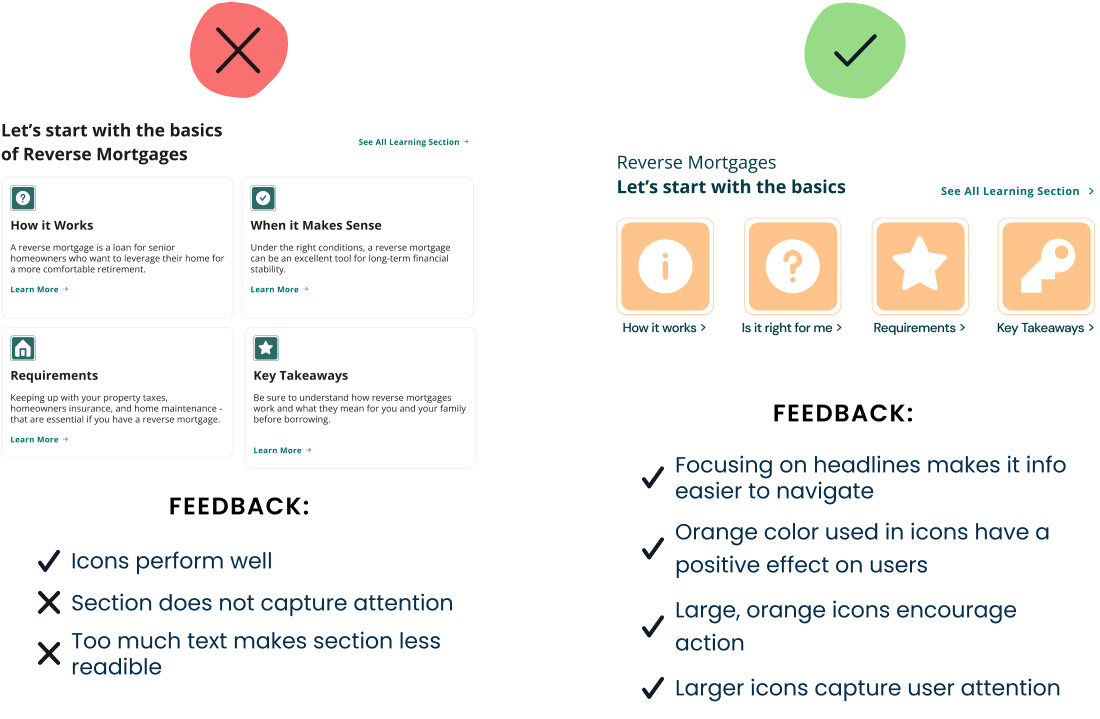 Let’s start with the basics
of Reverse Mortgages
See All Learning Section →
How it Works
A reverse mortgage is a loan for senior
homeowners who want to leverage their home for
a more comfortable retirement.
Learn More →
When it Makes Sense
Under the right conditions, a reverse mortgage
can be an excellent tool for long-term financial
stability.
Learn More →
Requirements
Keeping up with your property taxes,
homeowners insurance, and home maintenance -
that are essential if you have a reverse mortgage.
Learn More →
Key Takeaways
Be sure to understand how reverse mortgages
work and what they mean for you and your family
before borrowing.
Learn More →
FEEDBACK:
Icons perform well
Section does not capture attention
Too much text makes section less
readible
Reverse Mortgages
Let’s start with the basics
See All Learning Section >
How it works >
Is it right for me >
Requirements >
Key Takeaways >
FEEDBACK:
Focusing on headlines makes it info
easier to navigate
Orange color used in icons have a
positive effect on users
Large, orange icons encourage
action
Larger icons capture user attention